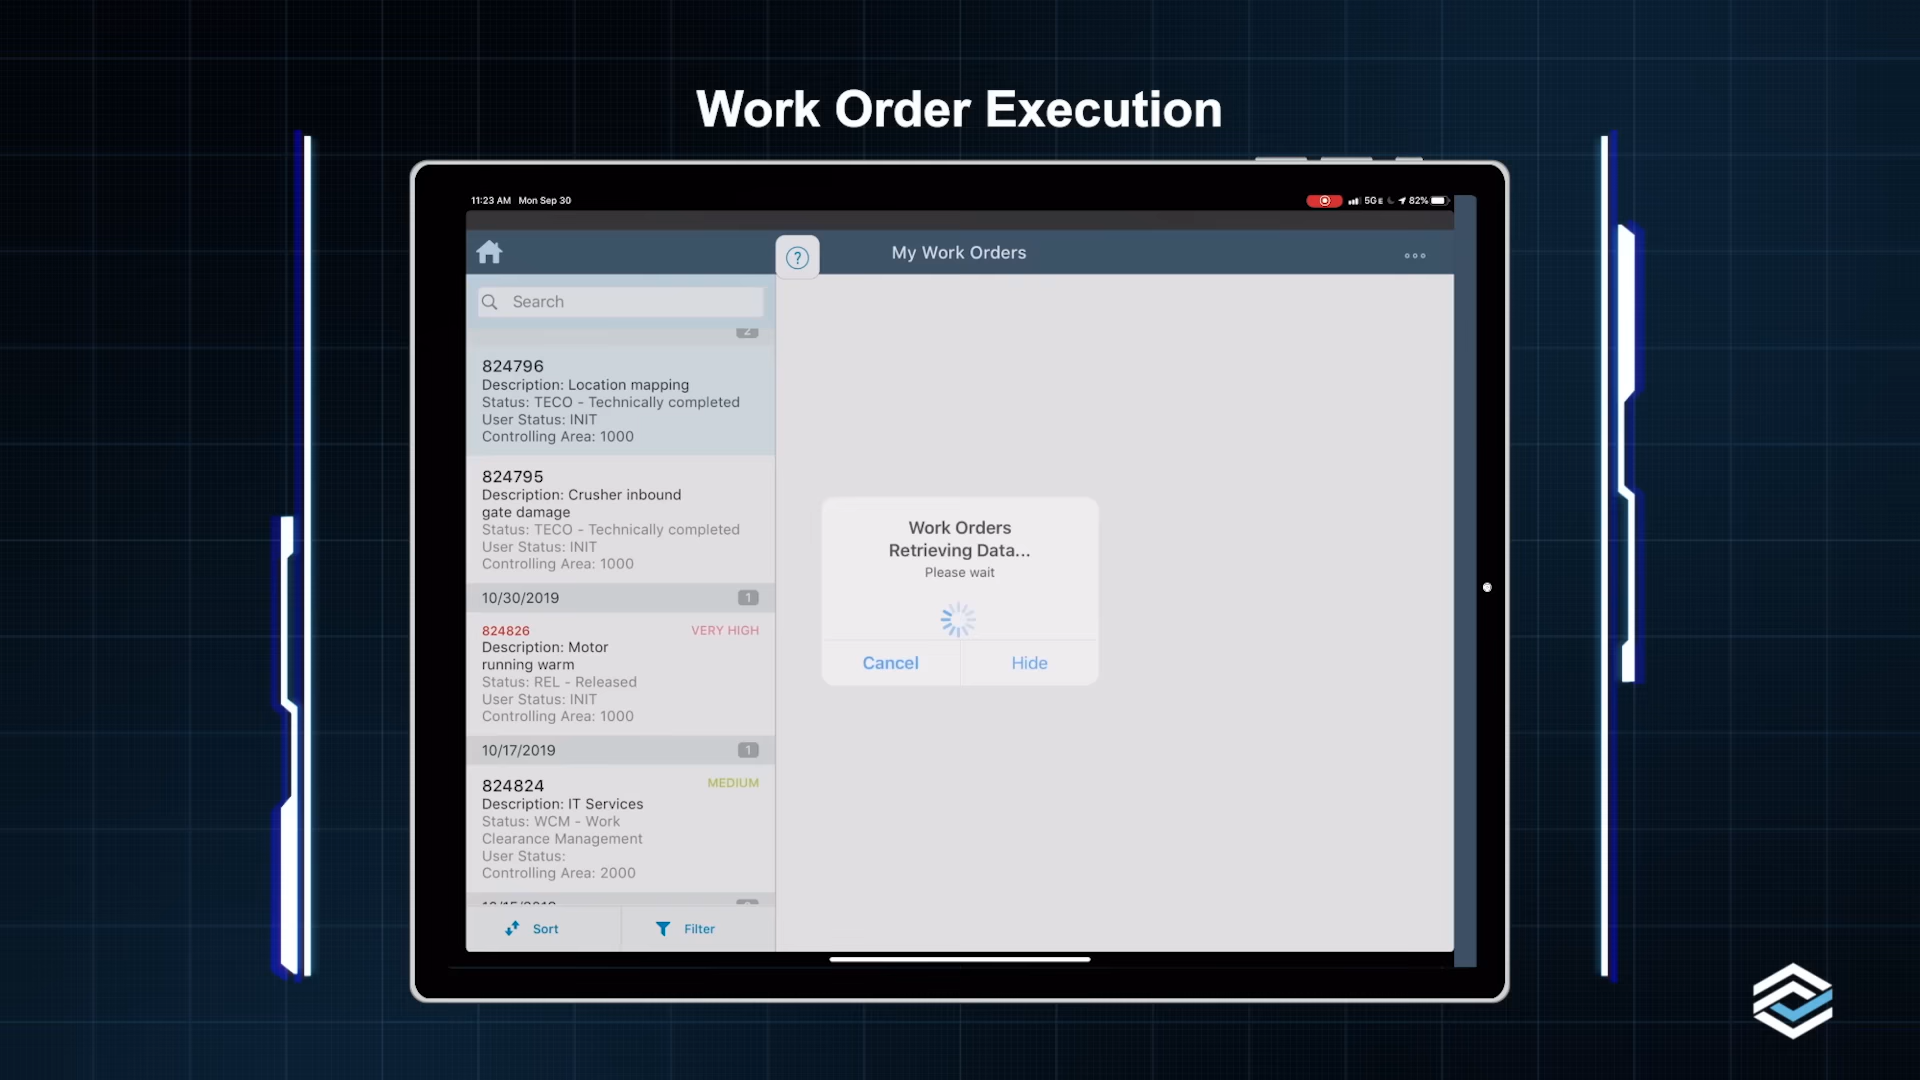 Work Order Execution
11:23 AM Mon Sep 30
5GE 82%
My Work Orders
?
Search
2
824796
Description: Location mapping
Status: TECO - Technically completed
User Status: INIT
Controlling Area: 1000
824795
Description: Crusher inbound
gate damage
Status: TECO - Technically completed
User Status: INIT
Controlling Area: 1000
10/30/2019 1
824826 VERY HIGH
Description: Motor
running warm
Status: REL - Released
User Status: INIT
Controlling Area: 1000
10/17/2019 1
824824 MEDIUM
Description: IT Services
Status: WCM - Work
Clearance Management
User Status:
Controlling Area: 2000
Sort Filter
Work Orders
Retrieving Data...
Please wait
Cancel Hide